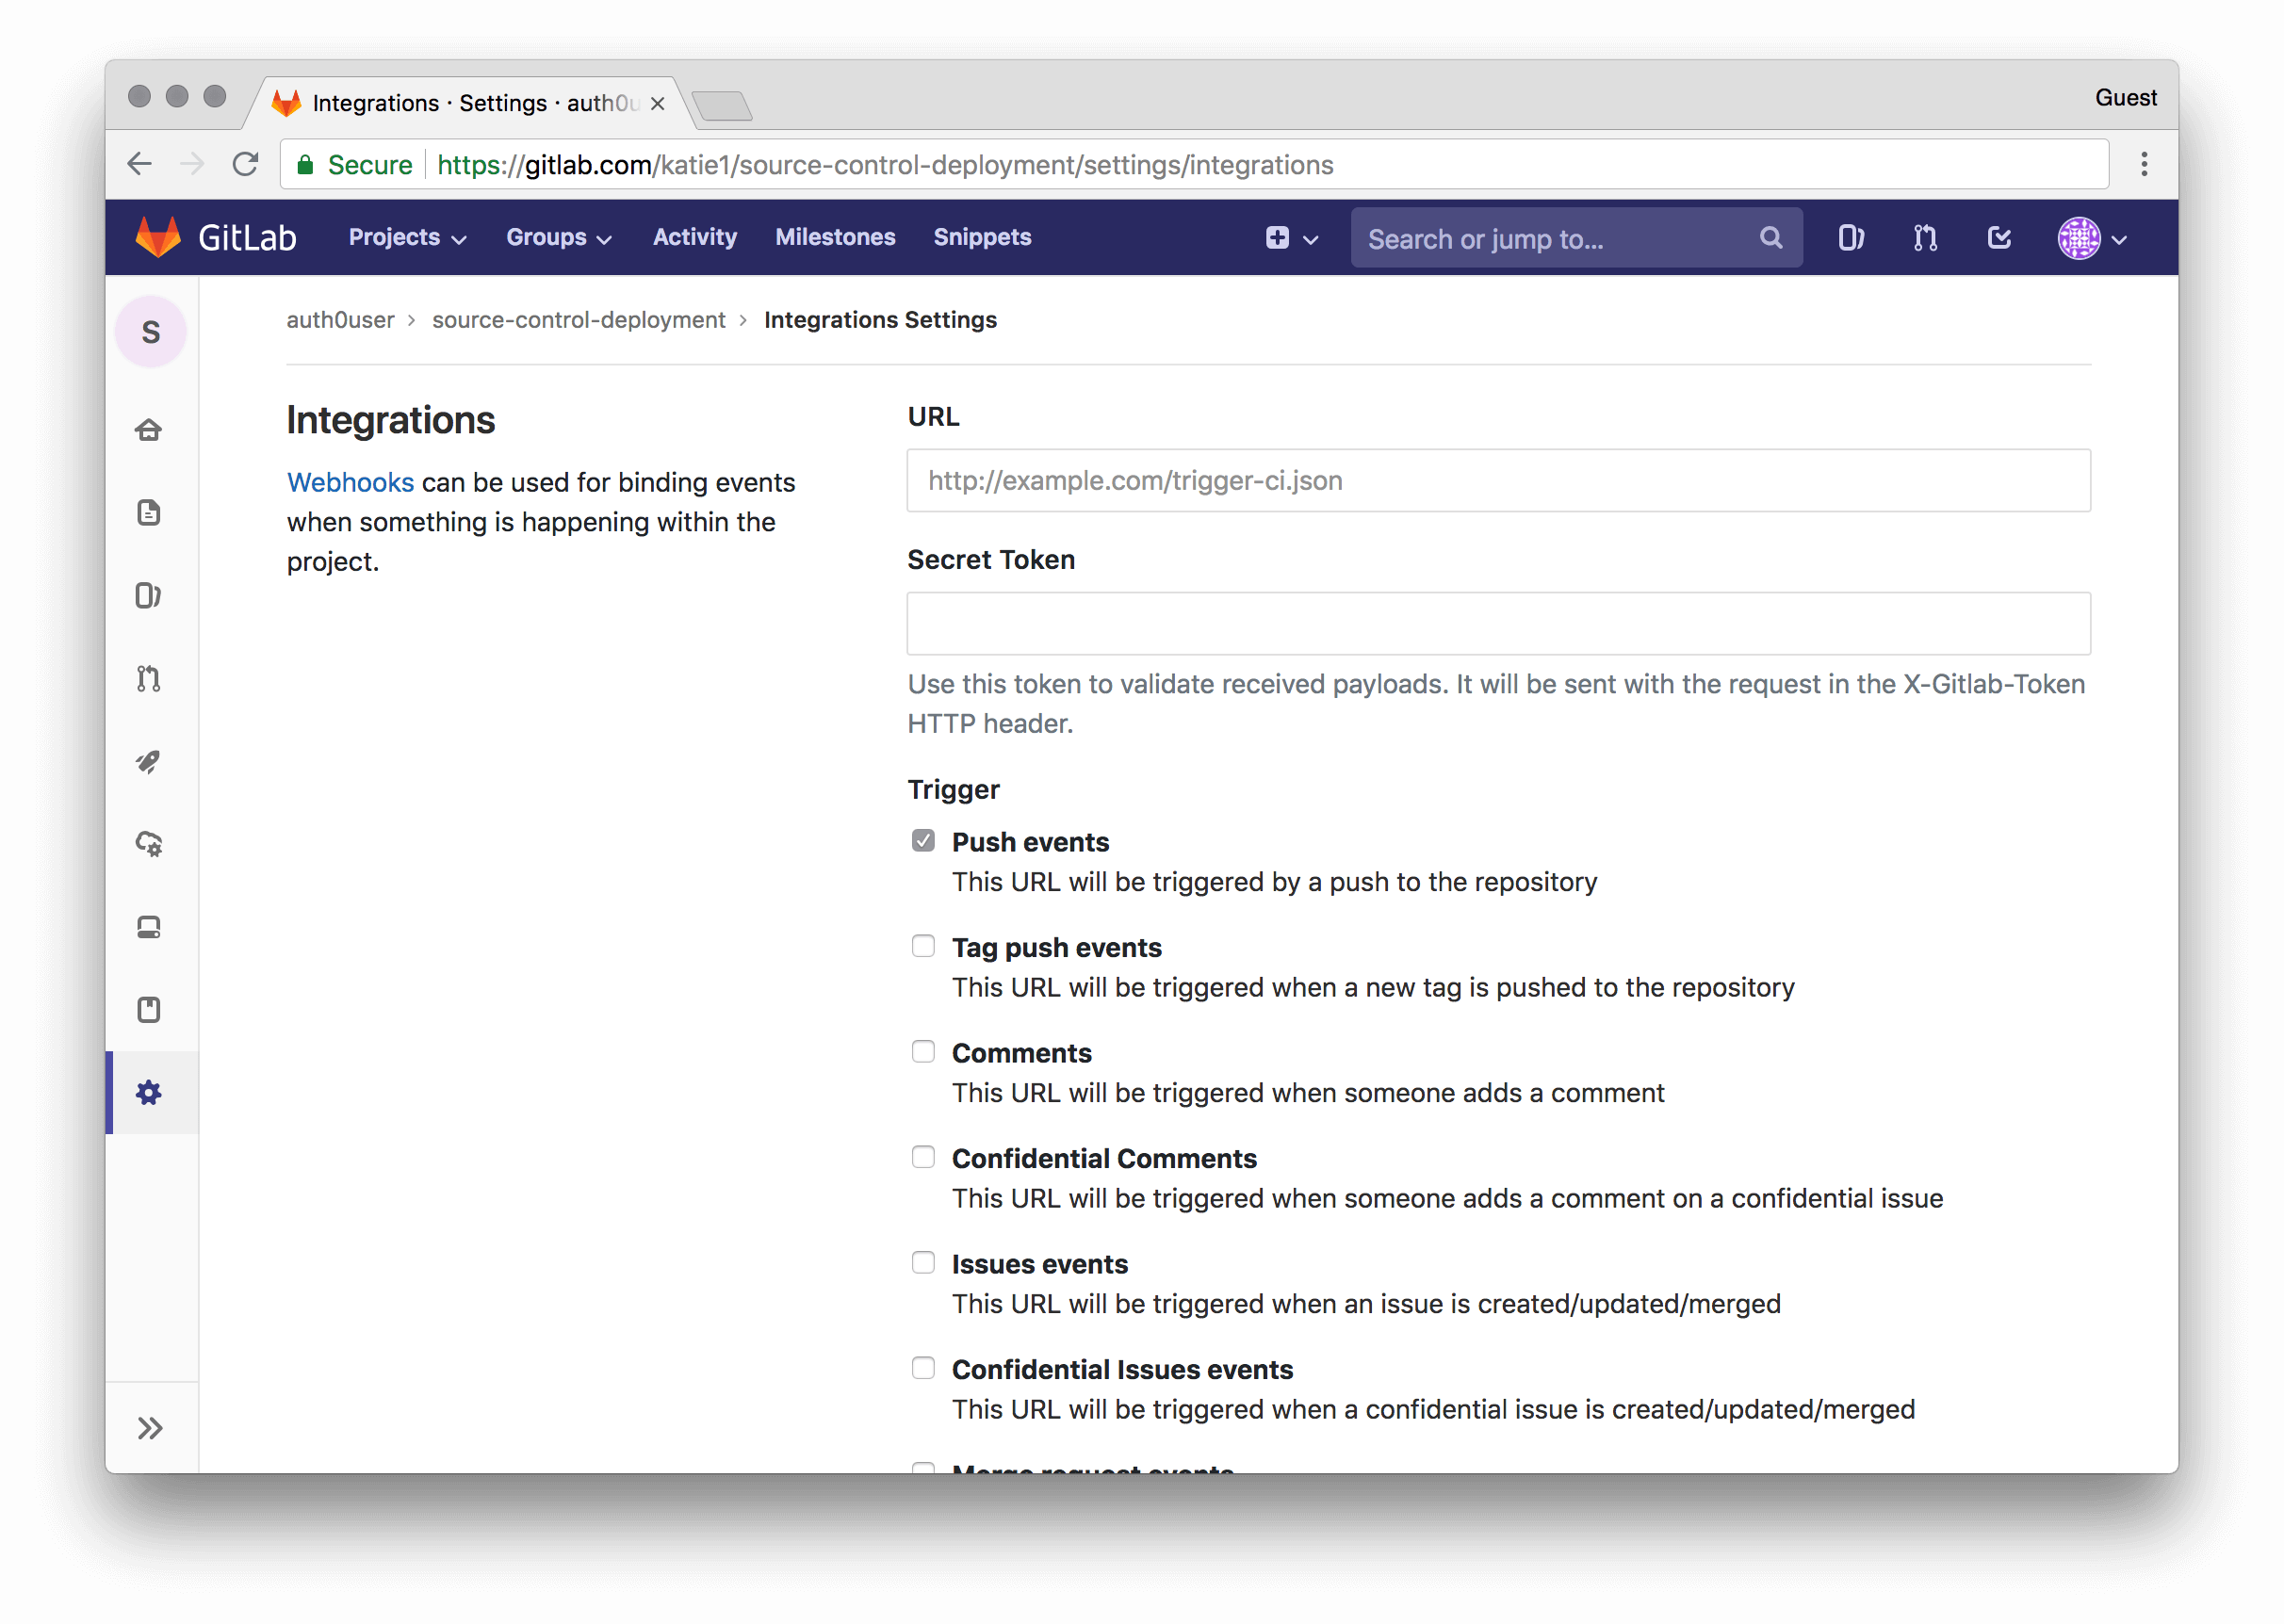 Integrations · Settings · auth0u
Guest
Secure https://gitlab.com/katie1/source-control-deployment/settings/integrations
GitLab Projects Groups Activity Milestones Snippets Search or jump to...
S
auth0user › source-control-deployment › Integrations Settings
Integrations
Webhooks can be used for binding events
when something is happening within the
project.
URL
http://example.com/trigger-ci.json
Secret Token
Use this token to validate received payloads. It will be sent with the request in the X-Gitlab-Token
HTTP header.
Trigger
Push events
This URL will be triggered by a push to the repository
Tag push events
This URL will be triggered when a new tag is pushed to the repository
Comments
This URL will be triggered when someone adds a comment
Confidential Comments
This URL will be triggered when someone adds a comment on a confidential issue
Issues events
This URL will be triggered when an issue is created/updated/merged
Confidential Issues events
This URL will be triggered when a confidential issue is created/updated/merged
Merge request events